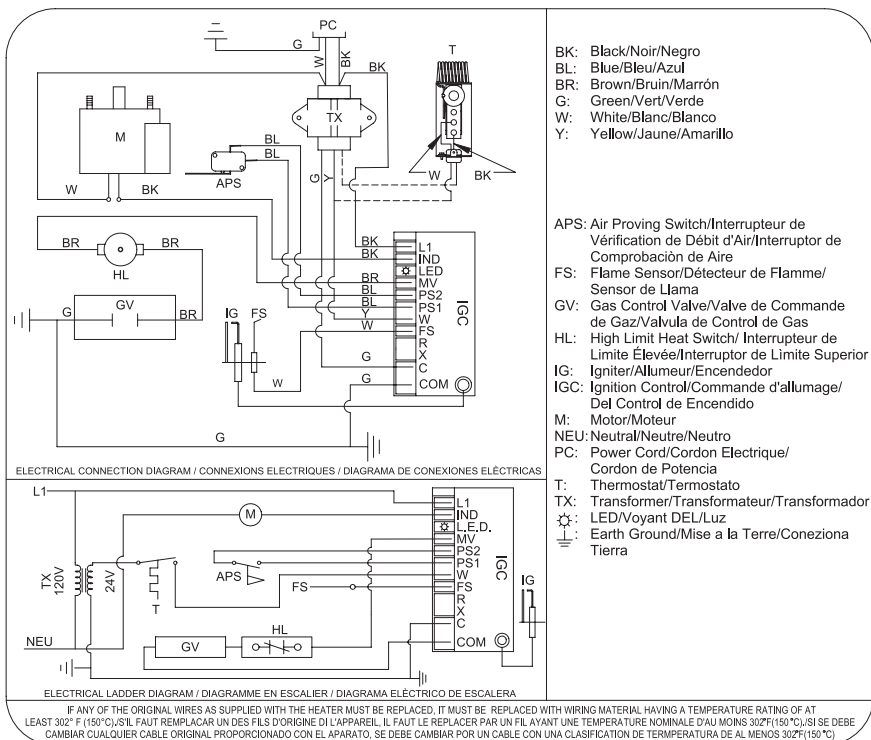 PC
G
W
BK
BK
T
TX
M
BL
BL
APS
G
Y
W
BK
W
BK
BR
BR
HL
G
GV
BR
IG
FS
W
G
G
G
BK
BK
BR
BL
BL
Y
W
L1
IND
LED
MV
PS2
PS1
W
FS
R
X
C
COM
IGC
ELECTRICAL CONNECTION DIAGRAM / CONNEXIONS ELECTRIQUES / DIAGRAMA DE CONEXIONES ELÉCTRICAS
L1
M
TX
120V
24V
T
APS
FS
NEU
GV
HL
L1
IND
L.E.D.
MV
PS2
PS1
W
FS
R
X
C
COM
IGC
IG
ELECTRICAL LADDER DIAGRAM / DIAGRAMME EN ESCALIER / DIAGRAMA ELÈCTRICO DE ESCALERA
BK: Black/Noir/Negro
BL: Blue/Bleu/Azul
BR: Brown/Bruin/Marrón
G: Green/Vert/Verde
W: White/Blanc/Blanco
Y: Yellow/Jaune/Amarillo
APS: Air Proving Switch/Interrupteur de
Vérification de Débit d'Air/Interruptor de
Comprobaciòn de Aire
FS: Flame Sensor/Détecteur de Flamme/
Sensor de Llama
GV: Gas Control Valve/Valve de Commande
de Gaz/Valvula de Control de Gas
HL: High Limit Heat Switch/ Interrupteur de
Limite Élevée/Interruptor de Lìmite Superior
IG: Igniter/Allumeur/Encendedor
IGC: Ignition Control/Commande d'allumage/
Del Control de Encendido
M: Motor/Moteur
NEU: Neutral/Neutre/Neutro
PC: Power Cord/Cordon Electrique/
Cordon de Potencia
T: Thermostat/Termostato
TX: Transformer/Transformateur/Transformador
: LED/Voyant DEL/Luz
: Earth Ground/Mise a la Terre/Coneziona
Tierra
IF ANY OF THE ORIGINAL WIRES AS SUPPLIED WITH THE HEATER MUST BE REPLACED, IT MUST BE REPLACED WITH WIRING MATERIAL HAVING A TEMPERATURE RATING OF AT
LEAST 302° F (150°C)./S'IL FAUT REMPLACAR UN DES FILS D'ORIGINE DI L'APPAREIL, IL FAUT LE REPLACER PAR UN FIL AYANT UNE TEMPERATURE NOMINALE D'AU MOINS 302°F(150°C)./SI SE DEBE
CAMBIAR CUALQUIER CABLE ORIGINAL PROPORCIONADO CON EL APARATO, SE DEBE CAMBIAR POR UN CABLE CON UNA CLASIFICATION DE TERMPERATURA DE AL MENOS 302°F(150°C)